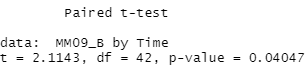 Paired t-test
data:  MM09_B by Time
t = 2.1143, df = 42, p-value = 0.04047